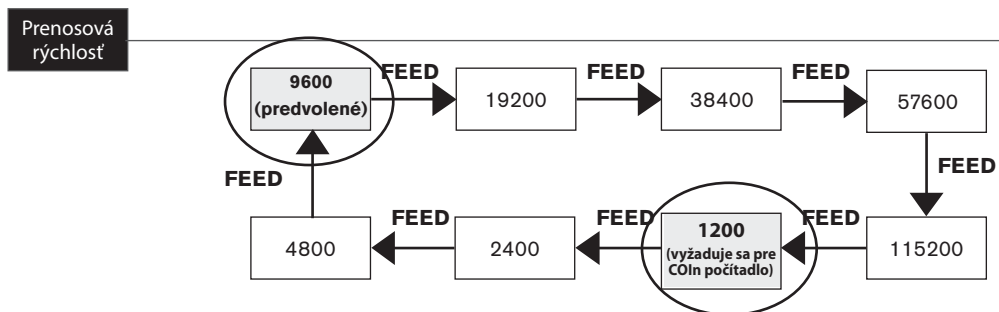 Prenosová
rýchlosť
9600
(predvolené)
FEED
19200
FEED
38400
FEED
57600
FEED
115200
FEED
1200
(vyžaduje sa pre
COIn počítadlo)
FEED
2400
FEED
4800
FEED